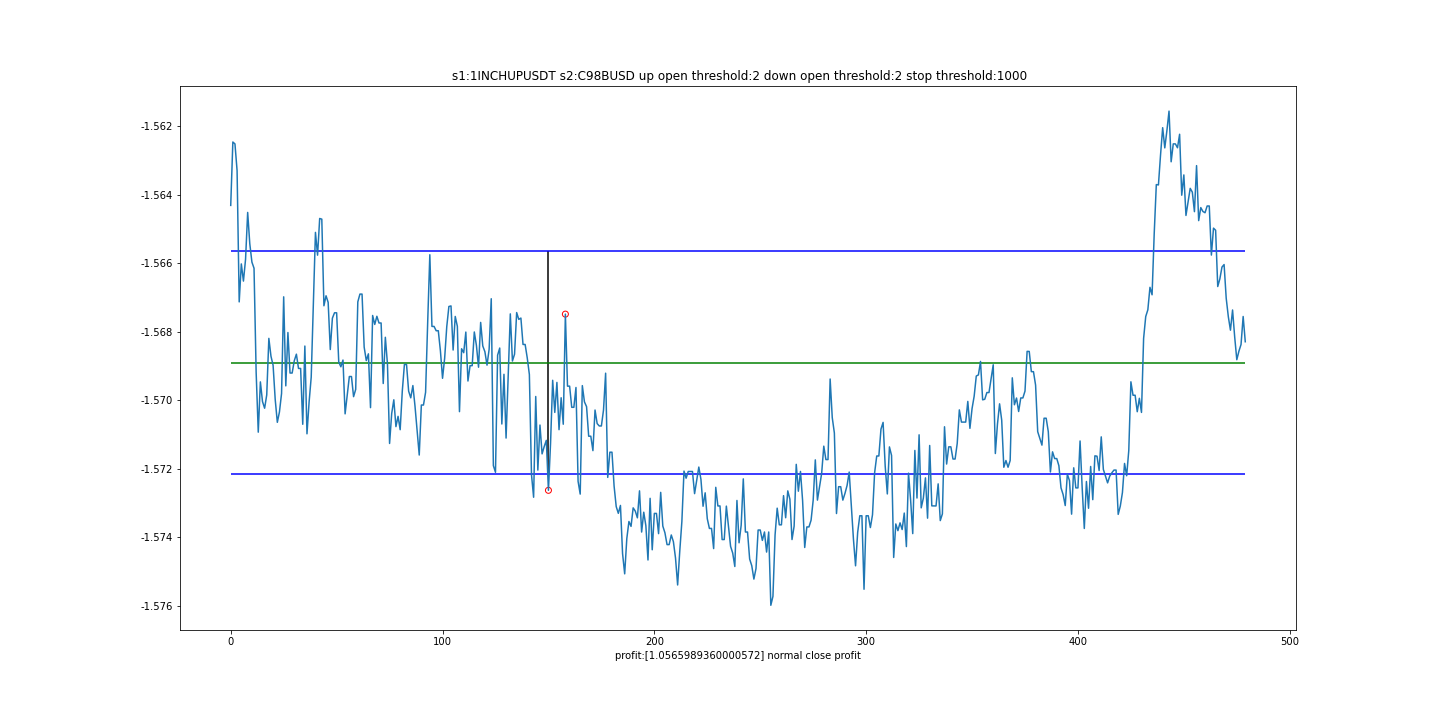 s1:1INCHUPUSDT s2:C98BUSD up open threshold:2 down open threshold:2 stop threshold:1000
-1.562
-1.564
-1.566
-1.568
-1.570
-1.572
-1.574
-1.576
0 100 200 300 400 500
profit:[1.0565989360000572] normal close profit